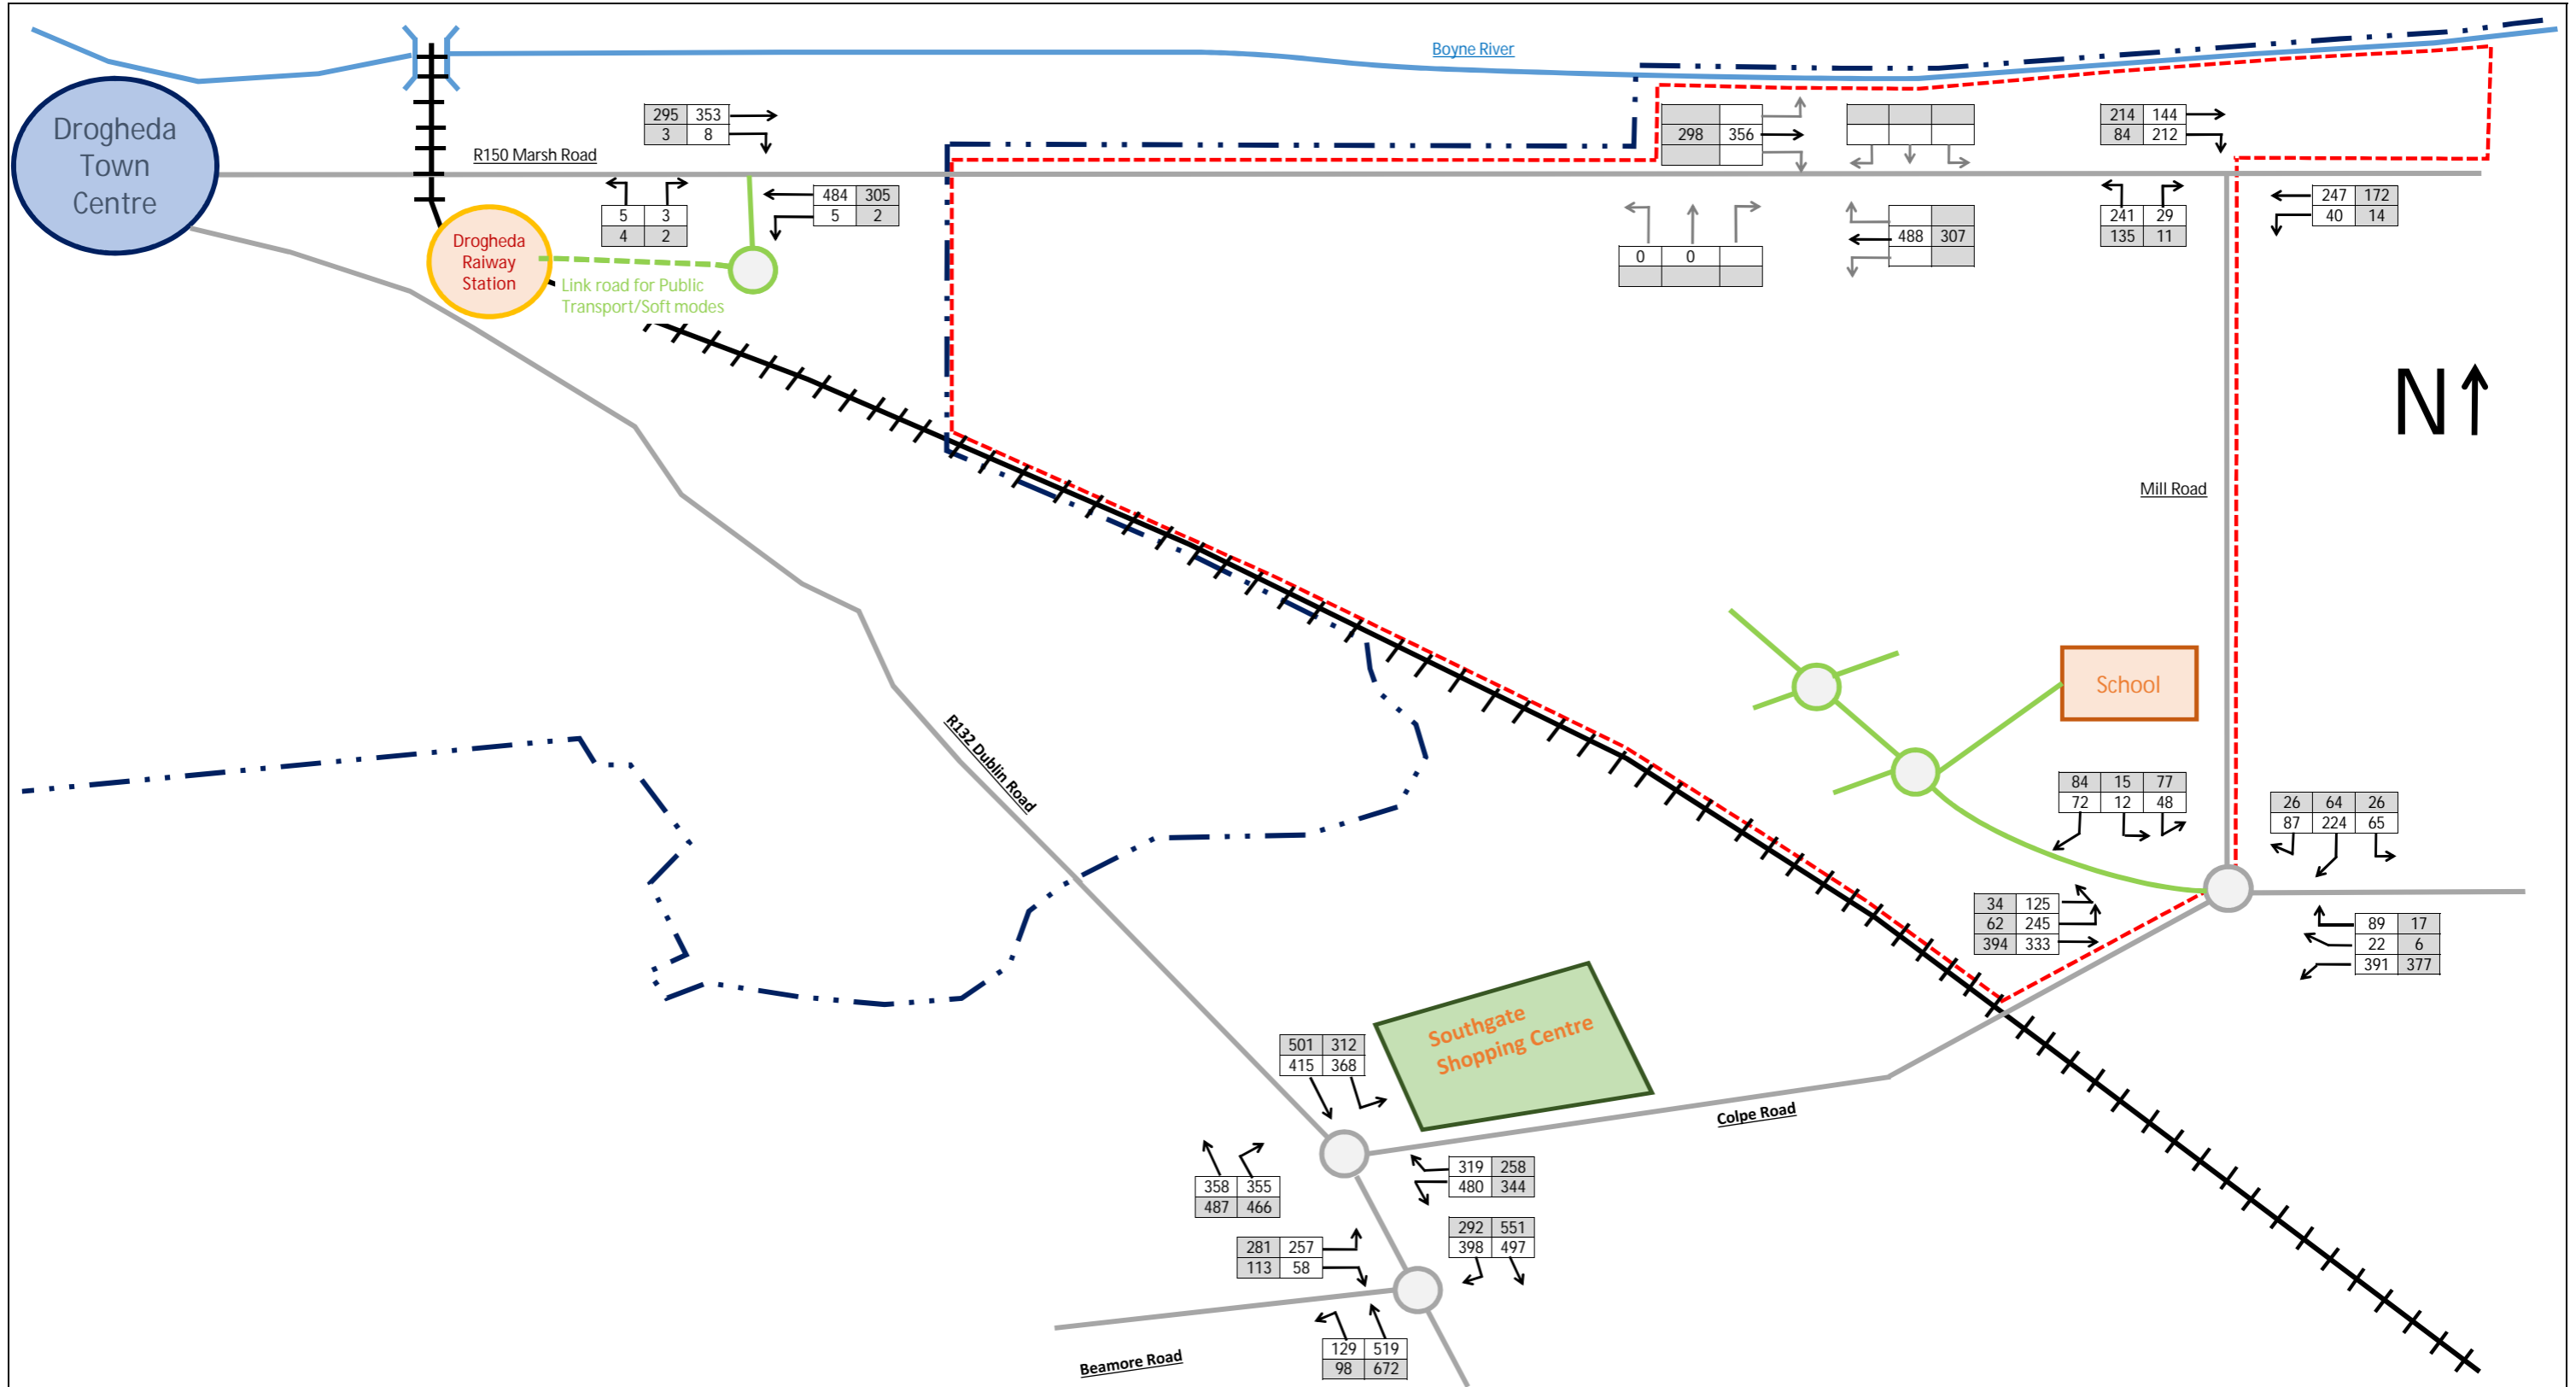 Boyne River
Drogheda
Town
Centre
R150 Marsh Road
295 353
3 8
298 356
214 144
84 212
5 3
4 2
484 305
5 2
0 0
488 307
241 29
135 11
247 172
40 14
Drogheda
Raiway
Station
Link road for Public
Transport/Soft modes
N
Mill Road
School
R132 Dublin Road
84 15 77
72 12 48
26 64 26
87 224 65
34 125
62 245
394 333
89 17
22 6
391 377
Southgate
Shopping Centre
501 312
415 368
Colpe Road
358 355
487 466
319 258
480 344
281 257
113 58
292 551
398 497
129 519
98 672
Beamore Road